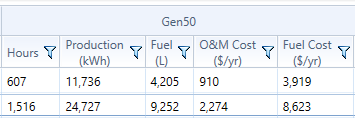 Gen50
Hours Production (kWh) Fuel (L) O&M Cost ($/yr) Fuel Cost ($/yr)
607 11,736 4,205 910 3,919
1,516 24,727 9,252 2,274 8,623